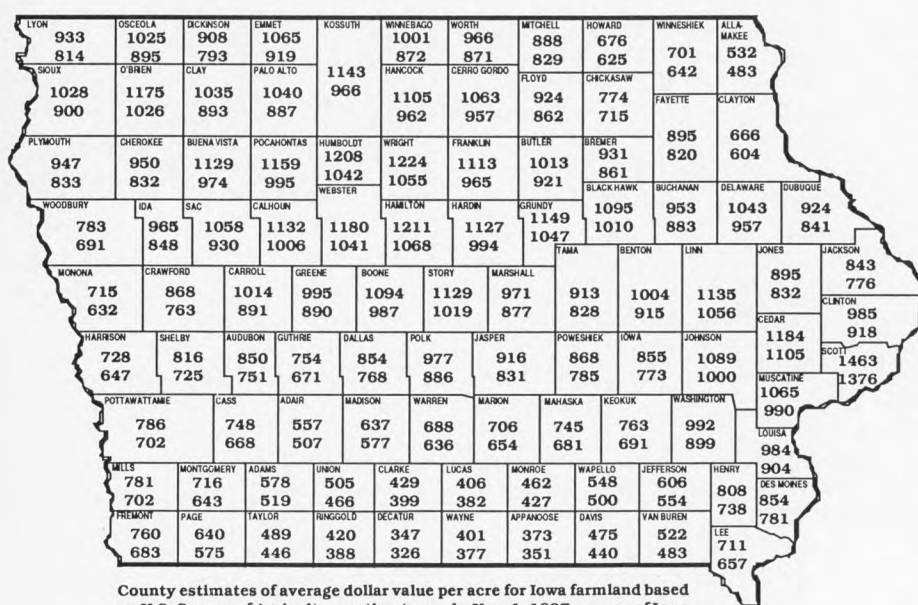 LYON OSCEOLA DICKINSON EMMET KOSSUTH WINNEBAGO WORTH MITCHELL HOWARD WINNESHIEK ALLA-
MAKEE
933 1025 908 1065 1143 1001 966 888 676 701 532
814 895 793 919 966 872 871 829 625 642 483
SIOUX O'BRIEN CLAY PALO ALTO HANCOCK CERRO GORDO FLOYD CHICKASAW FAYETTE CLAYTON
1028 1175 1035 1040 1105 1063 924 774 895 666
900 1026 893 887 962 957 862 715 820 604
PLYMOUTH CHEROKEE BUENA VISTA POCAHONTAS HUMBOLDT WRIGHT FRANKLIN BUTLER BREMER
947 950 1129 1159 1208 1224 1113 1013 931
833 832 974 995 1042 1055 965 921 861
WOODBURY IDA SAC CALHOUN WEBSTER HAMILTON HARDIN GRUNDY BLACK HAWK BUCHANAN DELAWARE DUBUQUE
783 965 1058 1132 1180 1211 1127 1149 1095 953 1043 924
691 848 930 1006 1041 1068 994 1047 1010 883 957 841
MONONA CRAWFORD CARROLL GREENE BOONE STORY MARSHALL TAMA BENTON LINN JONES JACKSON
715 868 1014 995 1094 1129 971 913 1004 1135 895 843
632 763 891 890 987 1019 877 828 915 1056 832 776
CLINTON
985
918
HARRISON SHELBY AUDUBON GUTHRIE DALLAS POLK JASPER POWESHIEK IOWA JOHNSON CEDAR SCOTT
728 816 850 754 854 977 916 868 855 1089 1184 1463
647 725 751 671 768 886 831 785 773 1000 1105 1376
MUSCATINE
1065
990
POTTAWATTAMIE CASS ADAIR MADISON WARREN MARION MAHASKA KEOKUK WASHINGTON LOUISA
786 748 557 637 688 706 745 763 992 984
702 668 507 577 636 654 681 691 899 904
MILLS MONTGOMERY ADAMS UNION CLARKE LUCAS MONROE WAPELLO JEFFERSON HENRY DES MOINES
781 716 578 505 429 406 462 548 606 808 854
702 643 519 466 399 382 427 500 554 738 781
FREMONT PAGE TAYLOR RINGGOLD DECATUR WAYNE APPANOOSE DAVIS VAN BUREN LEE
760 640 489 420 347 401 373 475 522 711
683 575 446 388 326 377 351 440 483 657
County estimates of average dollar value per acre for Iowa farmland based